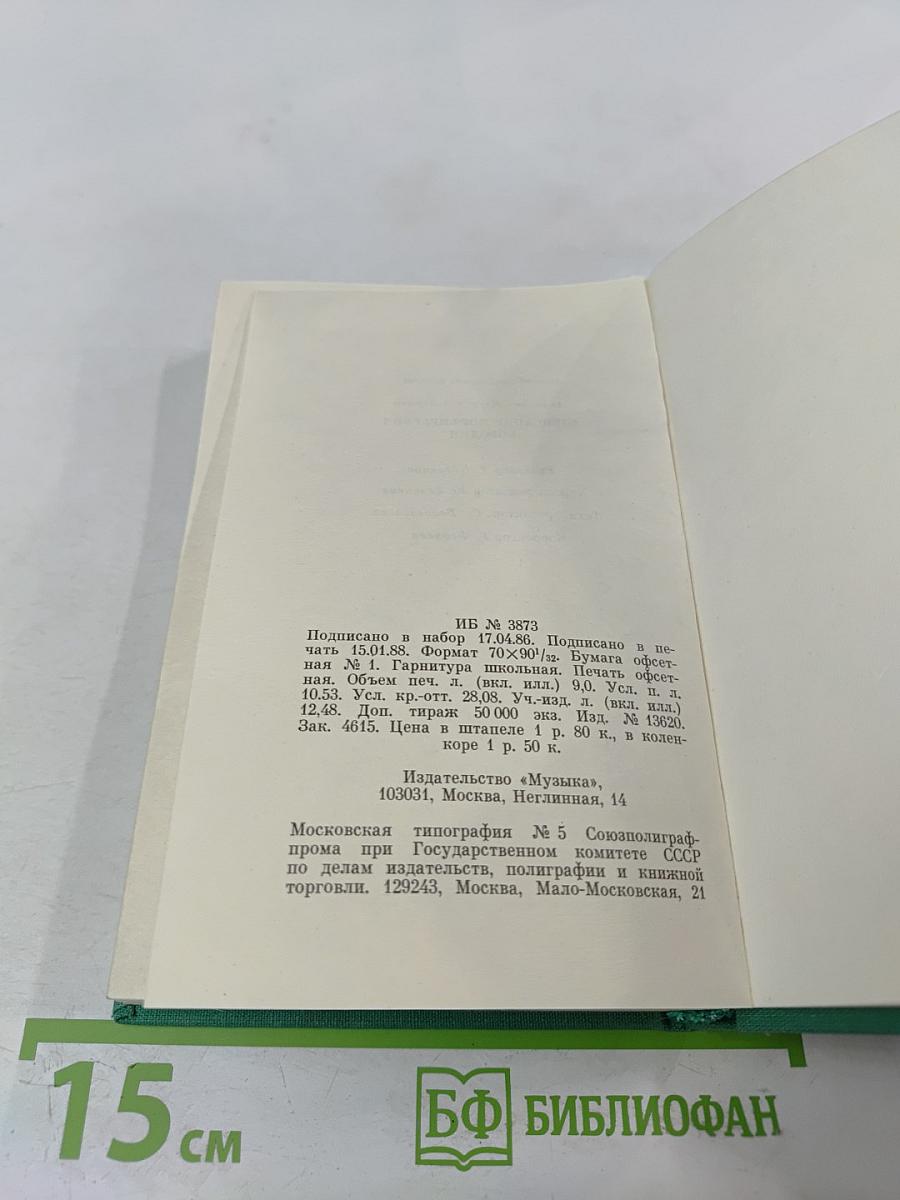 ИБ № 3873
Подписано в набор 17.04.86. Подписано в пе-
чать 15.01.88. Формат 70×90¹/₃₂. Бумага офсет-
ная № 1. Гарнитура школьная. Печать офсет-
ная. Объем печ. л. (вкл. илл.) 9,0. Усл. п. л.
10.53. Усл. кр.-отт. 28,08. Уч.-изд. л. (вкл. илл.)
12,48. Доп. тираж 50 000 экз. Изд. № 13620.
Зак. 4615. Цена в штапеле 1 р. 80 к., в колен-
коре 1 р. 50 к.
Издательство «Музыка»,
103031, Москва, Неглинная, 14
Московская типография № 5 Союзполиграф-
прома при Государственном комитете СССР
по делам издательств, полиграфии и книжной
торговли. 129243, Москва, Мало-Московская, 21
15 см
БФ БИБЛИОФАН